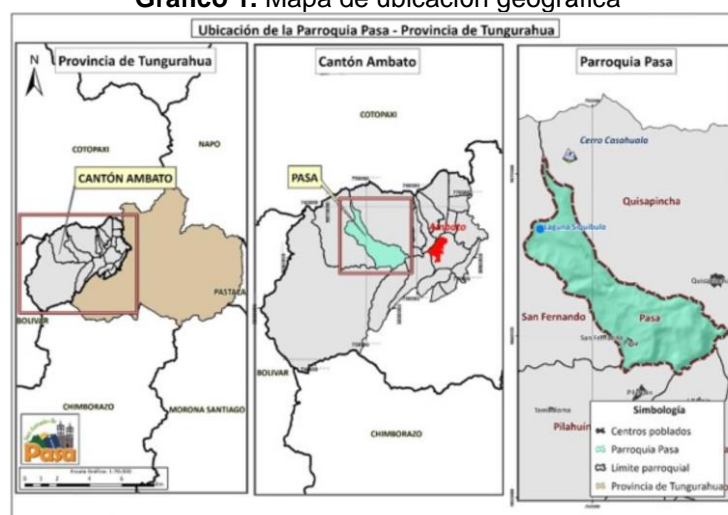 Gráfico 1. Mapa de ubicación geográfica
Ubicación de la Parroquia Pasa - Provincia de Tungurahua
Provincia de Tungurahua
N
COTOPAXI
NAPO
CANTÓN AMBATO
PASTAZA
BOLIVAR
CHIMBORAZO
MORONA SANTIAGO
Pasa
Cantón Ambato
COTOPAXI
PASA
Ambato
BOLIVAR
CHIMBORAZO
Parroquia Pasa
Cerro Casahuala
Quisapincha
Laguna Siquibulo
San Fernando
Pasa
Pilahuín
Simbología
Centros poblados
Parroquia Pasa
Límite parroquial
Provincia de Tungurahua